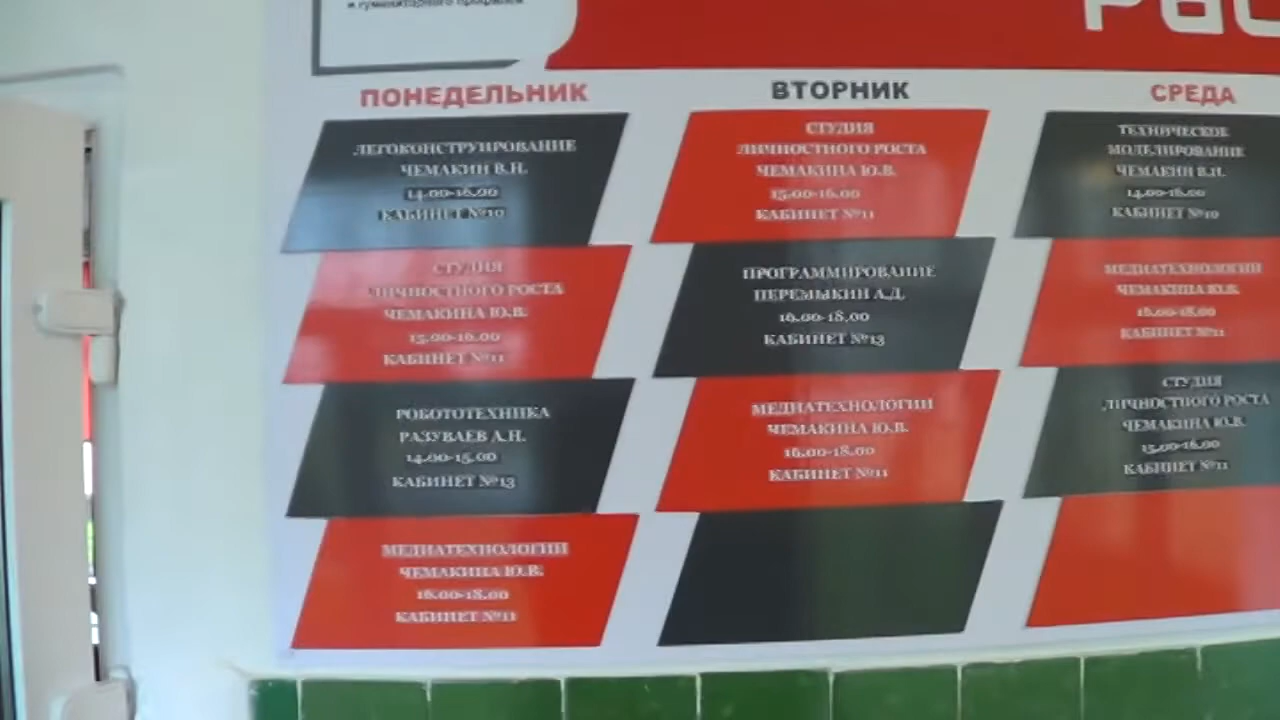 и гуманитарного профилей
Рас
ПОНЕДЕЛЬНИК
ЛЕГОКОНСТРУИРОВАНИЕ
ЧЕМАКИН В.Н.
14.00-16.00
КАБИНЕТ №10
СТУДИЯ
ЛИЧНОСТНОГО РОСТА
ЧЕМАКИНА Ю.В.
15.00-16.00
КАБИНЕТ №11
РОБОТОТЕХНИКА
РАЗУВАЕВ А.Н.
14.00-15.00
КАБИНЕТ №13
МЕДИАТЕХНОЛОГИИ
ЧЕМАКИНА Ю.В.
16.00-18.00
КАБИНЕТ №11
ВТОРНИК
СТУДИЯ
ЛИЧНОСТНОГО РОСТА
ЧЕМАКИНА Ю.В.
15.00-16.00
КАБИНЕТ №11
ПРОГРАММИРОВАНИЕ
ПЕРЕМЫКИН А.Д.
16.00-18.00
КАБИНЕТ №13
МЕДИАТЕХНОЛОГИИ
ЧЕМАКИНА Ю.В.
16.00-18.00
КАБИНЕТ №11
СРЕДА
ТЕХНИЧЕСКОЕ
МОДЕЛИРОВАНИЕ
ЧЕМАКИН В.Н.
14.00-16.00
КАБИНЕТ №10
МЕДИАТЕХНОЛОГИИ
ЧЕМАКИНА Ю.В.
16.00-18.00
КАБИНЕТ №11
СТУДИЯ
ЛИЧНОСТНОГО РОСТА
ЧЕМАКИНА Ю.В.
15.00-16.00
КАБИНЕТ №11